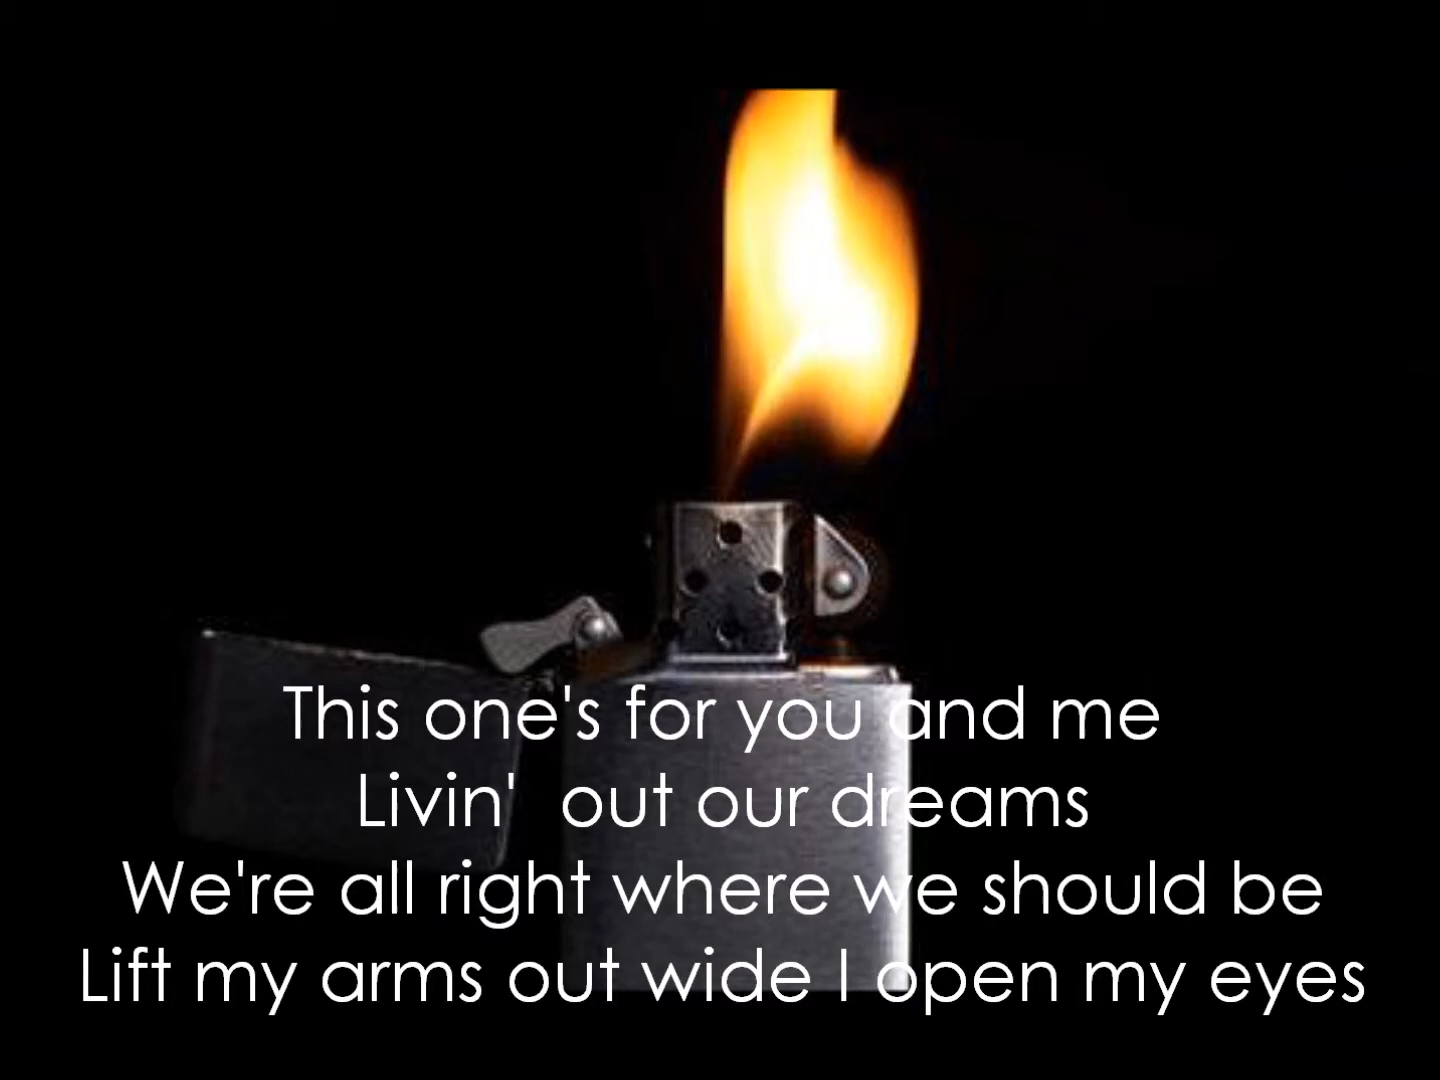 This one's for you and me
Livin'  out our dreams
We're all right where we should be
Lift my arms out wide I open my eyes